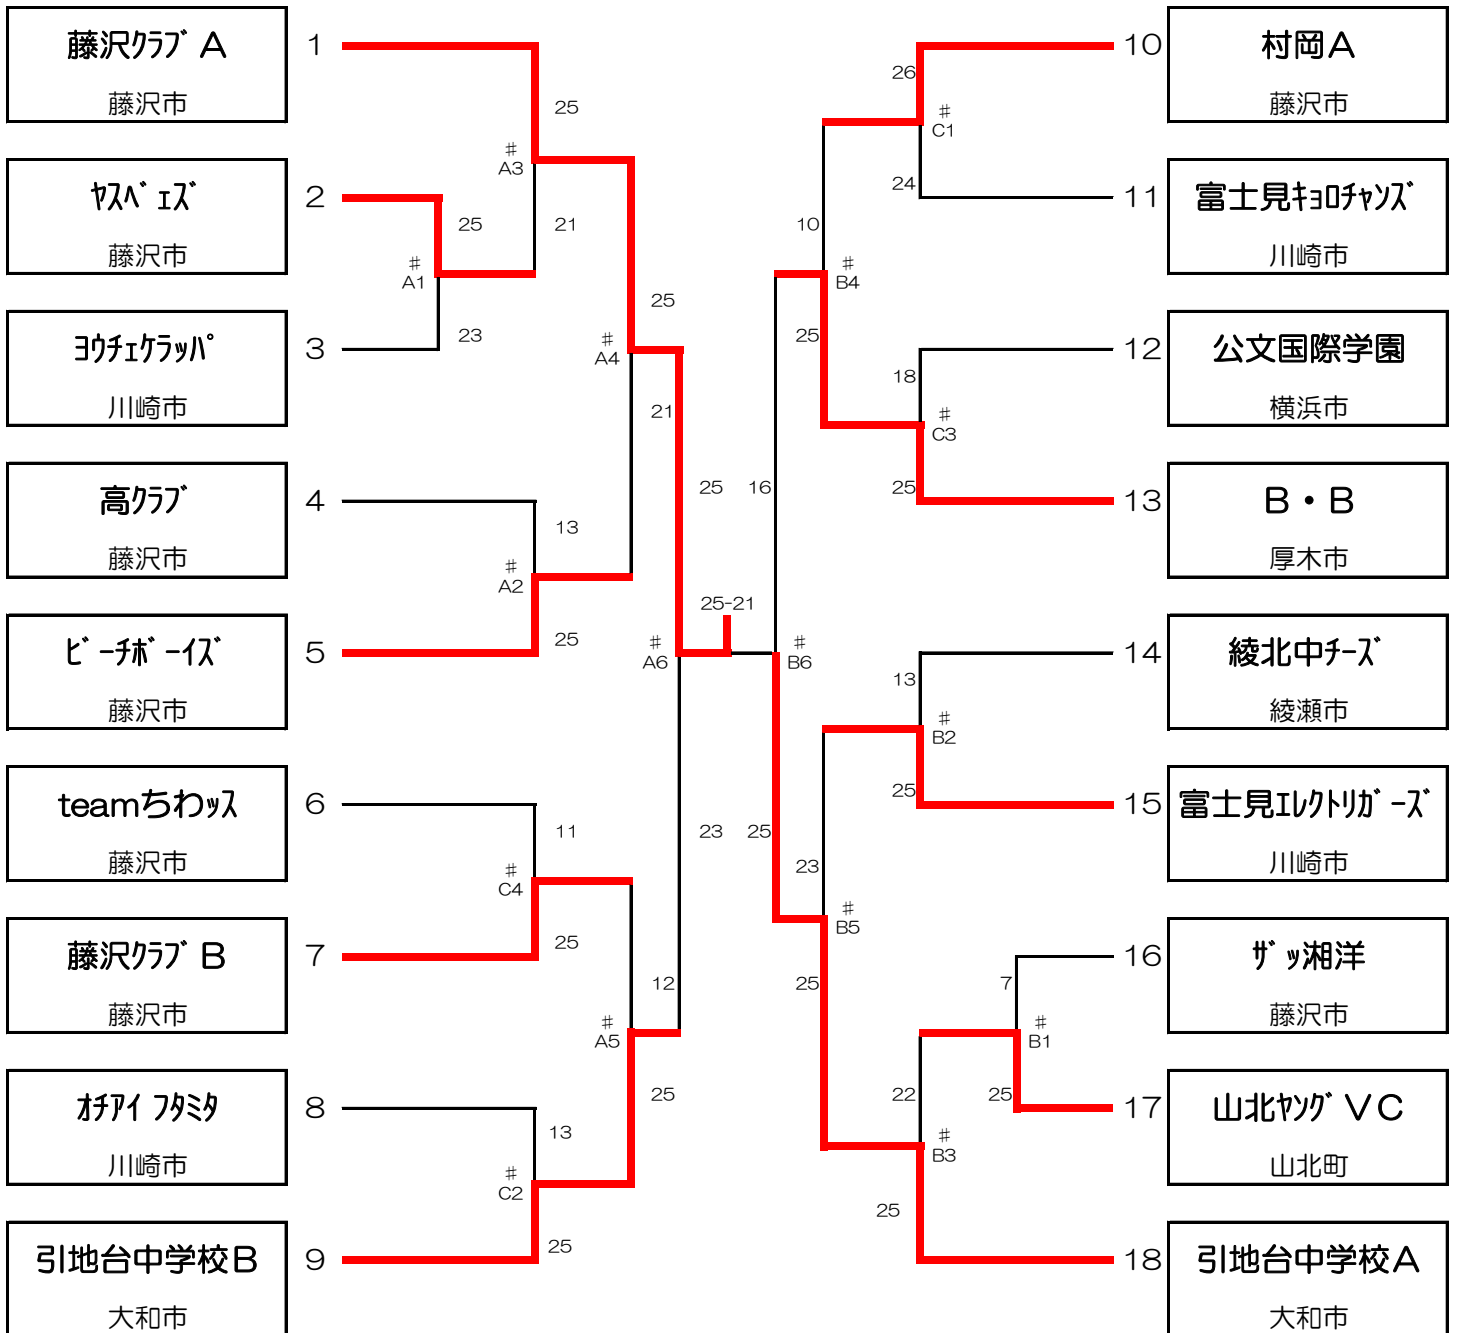 藤沢ｸﾗﾌﾞ A
藤沢市
1
ﾔｽﾍﾞｪｽﾞ
藤沢市
2
ﾖｳﾁｪｹﾗｯﾊﾟ
川崎市
3
高ｸﾗﾌﾞ
藤沢市
4
ﾋﾞｰﾁﾎﾞｰｲｽﾞ
藤沢市
5
teamちわｯｽ
藤沢市
6
藤沢ｸﾗﾌﾞ B
藤沢市
7
ｵﾁｱｲ ﾌﾀﾐﾀ
川崎市
8
引地台中学校B
大和市
9
25
#
A3
21
25
#
A1
23
25
#
A4
21
13
#
A2
25
25
#
A6
23
11
#
C4
25
12
#
A5
25
13
#
C2
25
25-21
16
#
B6
25
26
#
C1
24
10
#
B4
25
18
#
C3
25
13
#
B2
25
23
#
B5
25
7
#
B1
25
22
#
B3
25
10
村岡A
藤沢市
11
富士見ｷｮﾛﾁｬﾝｽﾞ
川崎市
12
公文国際学園
横浜市
13
B・B
厚木市
14
綾北中ﾁｰｽﾞ
綾瀬市
15
富士見ｴﾚｸﾄﾘｶﾞｰｽﾞ
川崎市
16
ｻﾞｯ湘洋
藤沢市
17
山北ﾔﾝｸﾞ VC
山北町
18
引地台中学校A
大和市